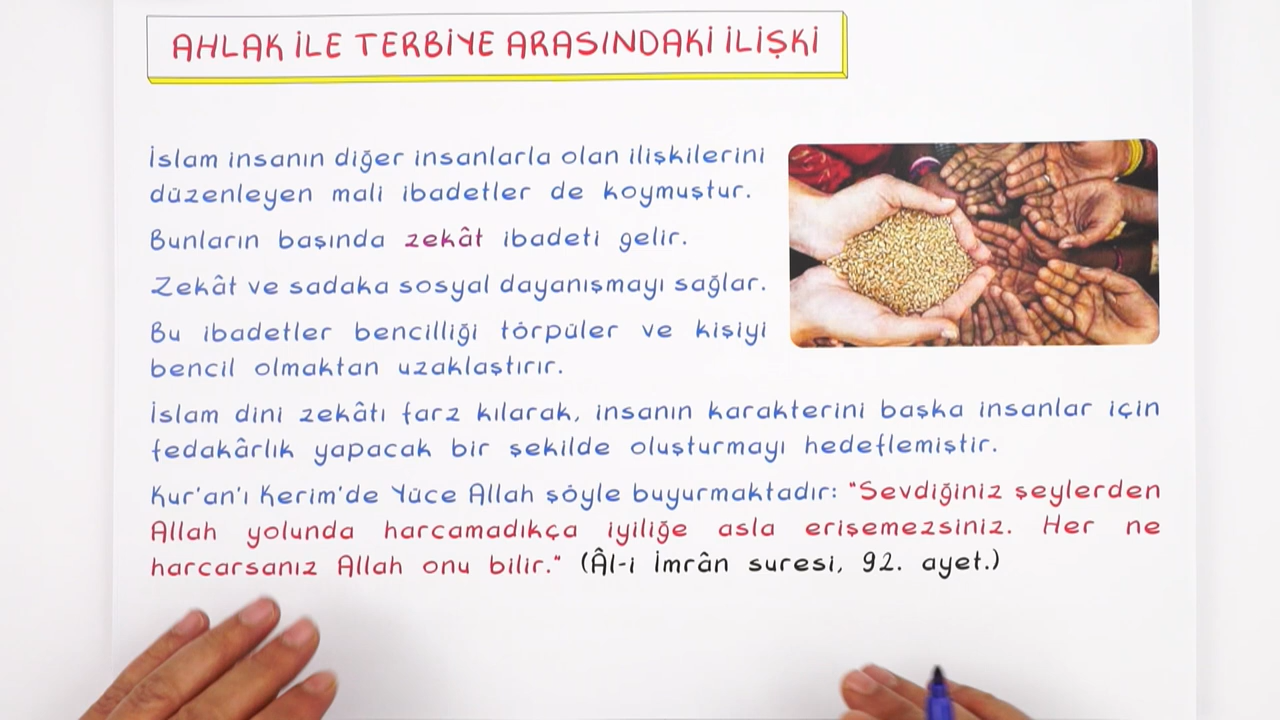 AHLAK İLE TERBİYE ARASINDAKİ İLİŞKİ
İslam insanın diğer insanlarla olan ilişkilerini
düzenleyen mali ibadetler de koymuştur.
Bunların başında zekât ibadeti gelir.
Zekât ve sadaka sosyal dayanışmayı sağlar.
Bu ibadetler bencilliği törpüler ve kişiyi
bencil olmaktan uzaklaştırır.
İslam dini zekâtı farz kılarak, insanın karakterini başka insanlar için
fedakârlık yapacak bir şekilde oluşturmayı hedeflemiştir.
Kur'an'ı Kerim'de Yüce Allah şöyle buyurmaktadır: "Sevdiğiniz şeylerden
Allah yolunda harcamadıkça iyiliğe asla erişemezsiniz. Her ne
harcarsanız Allah onu bilir." (Âl-i İmrân suresi, 92. ayet.)